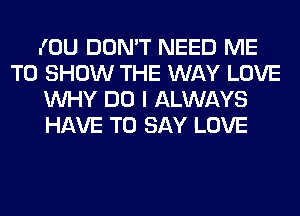 YOU DON'T NEED ME
TO SHOW THE WAY LOVE
WHY DO I ALWAYS
HAVE TO SAY LOVE